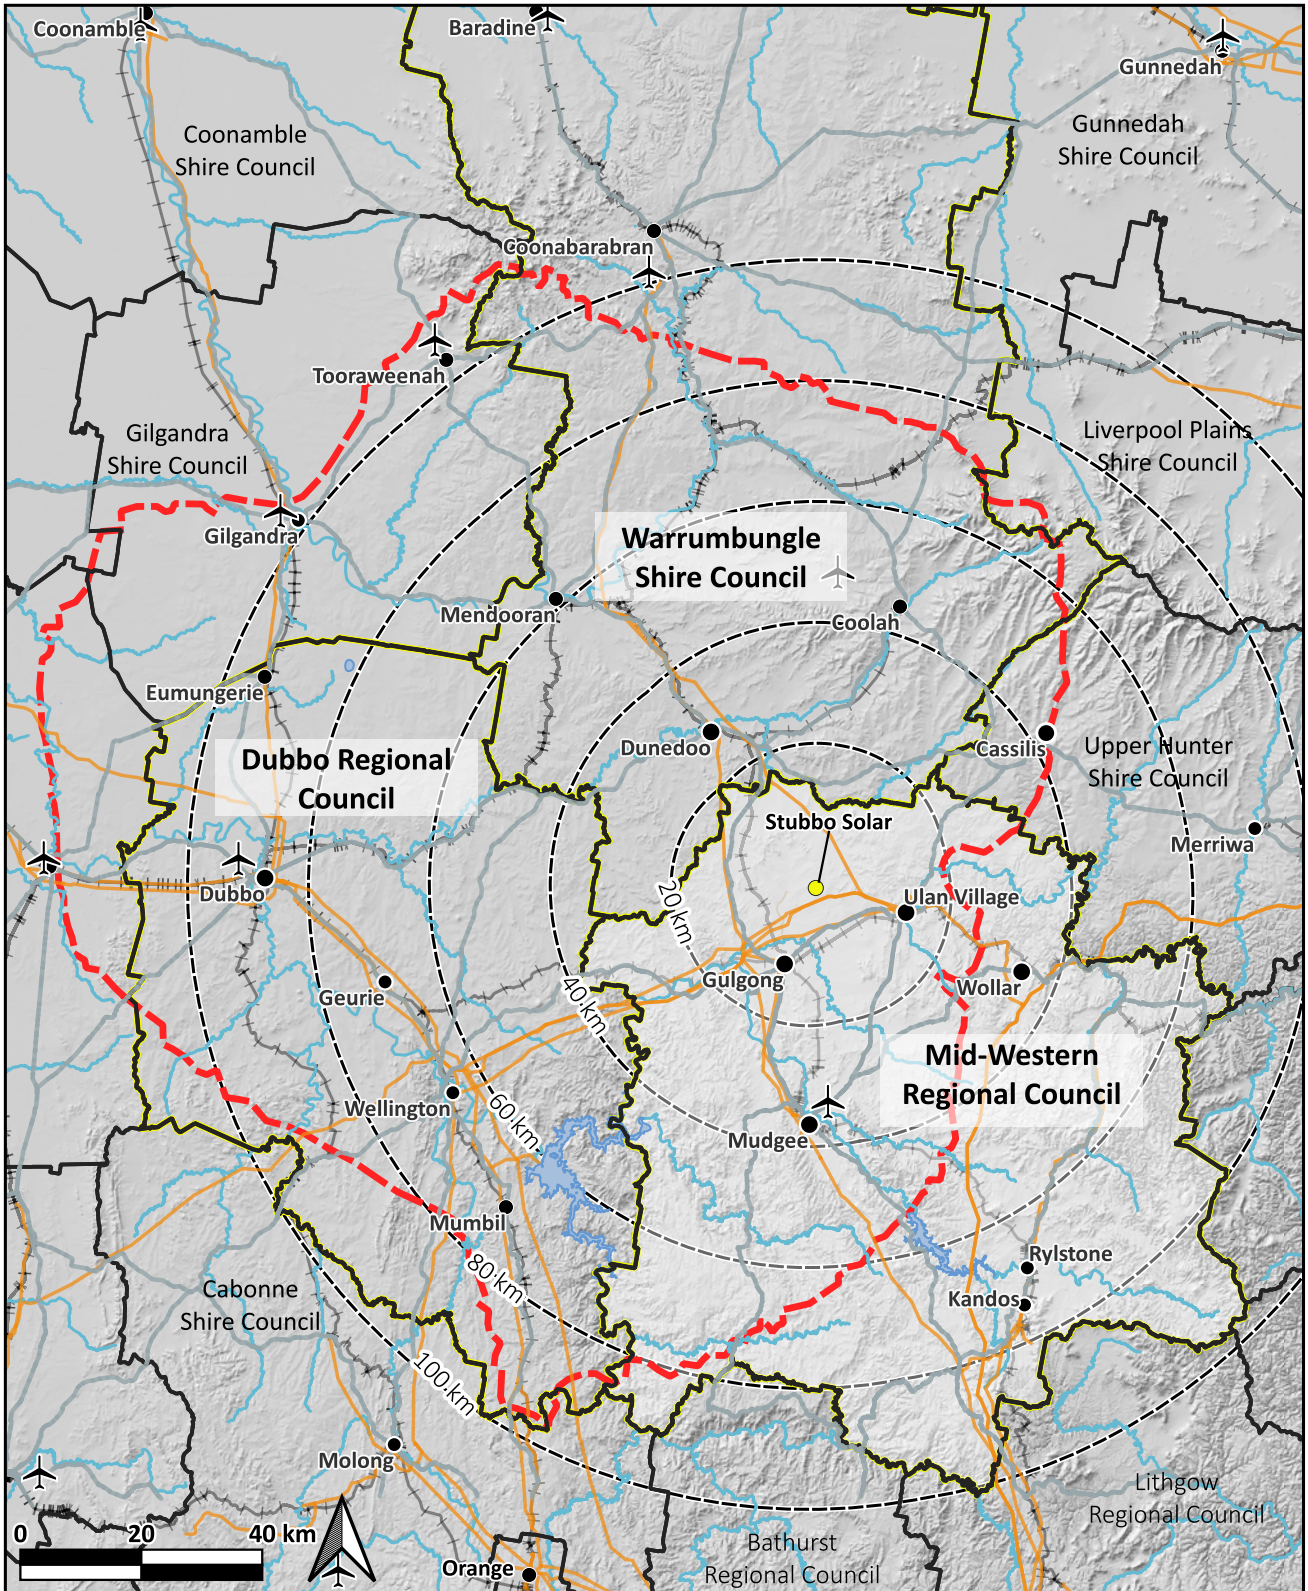 Coonamble
Baradine
Gunnedah
Coonamble
Shire Council
Gunnedah
Shire Council
Coonabarabran
Tooraweenah
Gilgandra
Shire Council
Liverpool Plains
Shire Council
Gilgandra
Warrumbungle
Shire Council
Mendooran
Coolah
Eumungerie
Dunedoo
Cassilis
Upper Hunter
Shire Council
Dubbo Regional
Council
Stubbo Solar
Merriwa
Dubbo
Ulan Village
20 km
Gulgong
Wollar
Geurie
40 km
Mid-Western
Regional Council
Wellington
60 km
Mudgee
Mumbil
80 km
Rylstone
Cabonne
Shire Council
Kandos
100 km
Molong
Lithgow
Regional Council
0 20 40 km
Bathurst
Regional Council
Orange